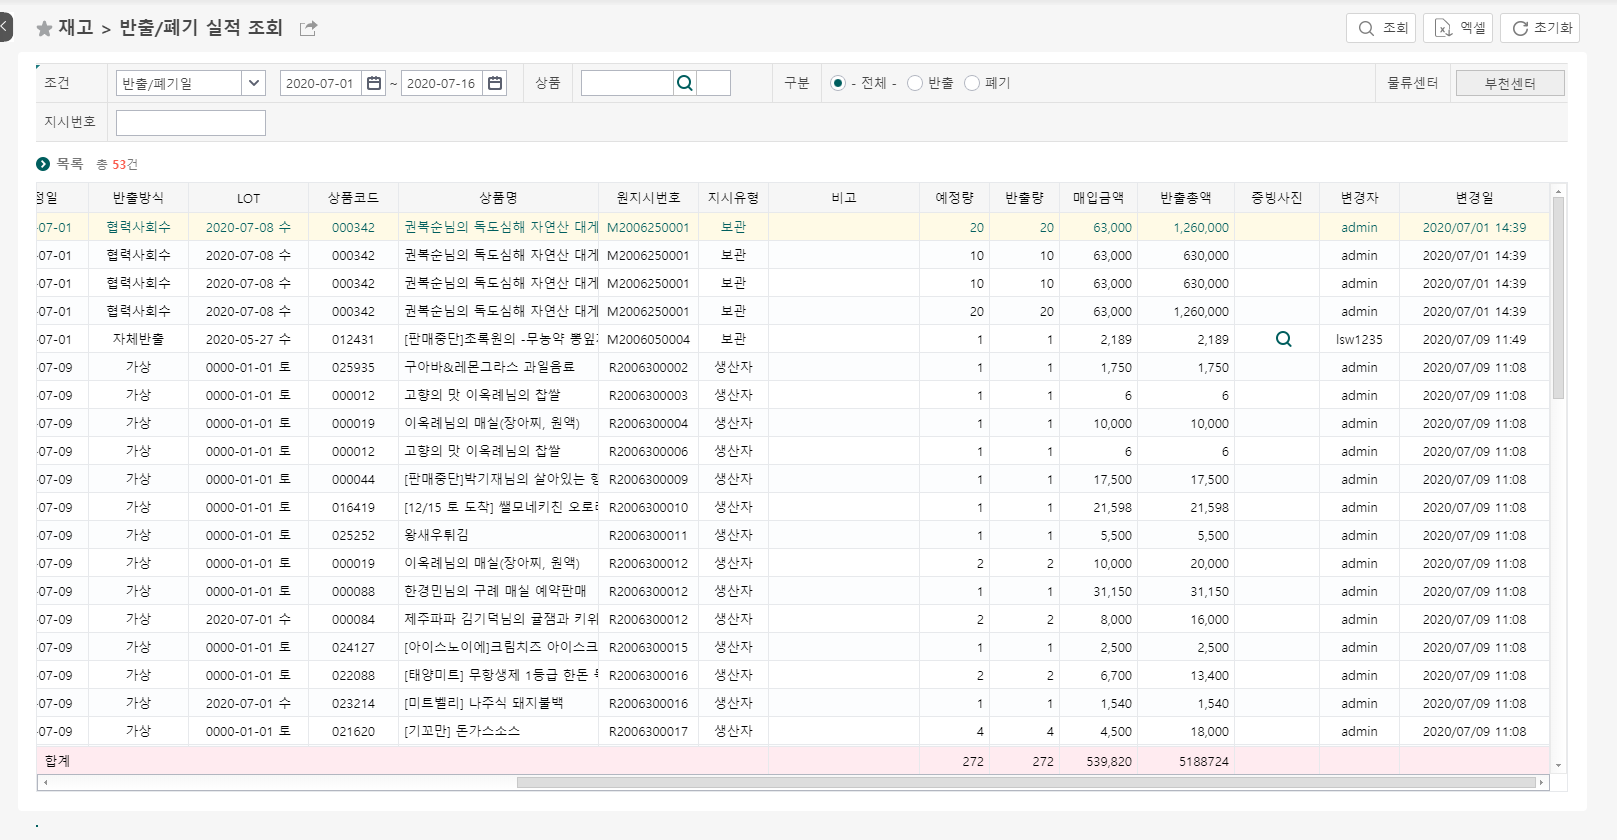 재고 > 반출/폐기 실적 조회
조회 엑셀 초기화
조건 반출/폐기일 2020-07-01 ~ 2020-07-16 상품 구분 - 전체 - 반출 폐기 물류센터 부천센터
지시번호
목록 총 53건
정일 반출방식 LOT 상품코드 상품명 원지시번호 지시유형 비고 예정량 반출량 매입금액 반출총액 증빙사진 변경자 변경일
-07-01 협력사회수 2020-07-08 수 000342 권복순님의 독도심해 자연산 대게 M2006250001 보관 20 20 63,000 1,260,000 admin 2020/07/01 14:39
-07-01 협력사회수 2020-07-08 수 000342 권복순님의 독도심해 자연산 대게 M2006250001 보관 10 10 63,000 630,000 admin 2020/07/01 14:39
-07-01 협력사회수 2020-07-08 수 000342 권복순님의 독도심해 자연산 대게 M2006250001 보관 10 10 63,000 630,000 admin 2020/07/01 14:39
-07-01 협력사회수 2020-07-08 수 000342 권복순님의 독도심해 자연산 대게 M2006250001 보관 20 20 63,000 1,260,000 admin 2020/07/01 14:39
-07-01 자체반출 2020-05-27 수 012431 [판매중단]초록원의 -무농약 뽕잎 M2006050004 보관 1 1 2,189 2,189 lsw1235 2020/07/09 11:49
-07-09 가상 0000-01-01 토 025935 구아바&레몬그라스 과일음료 R2006300002 생산자 1 1 1,750 1,750 admin 2020/07/09 11:08
-07-09 가상 0000-01-01 토 000012 고향의 맛 이옥례님의 찹쌀 R2006300003 생산자 1 1 6 6 admin 2020/07/09 11:08
-07-09 가상 0000-01-01 토 000019 이옥례님의 매실(장아찌, 원액) R2006300004 생산자 1 1 10,000 10,000 admin 2020/07/09 11:08
-07-09 가상 0000-01-01 토 000012 고향의 맛 이옥례님의 찹쌀 R2006300006 생산자 1 1 6 6 admin 2020/07/09 11:08
-07-09 가상 0000-01-01 토 000044 [판매중단]박기재님의 살아있는 R2006300009 생산자 1 1 17,500 17,500 admin 2020/07/09 11:08
-07-09 가상 0000-01-01 토 016419 [12/15 토 도착] 쌜모네키친 오로 R2006300010 생산자 1 1 21,598 21,598 admin 2020/07/09 11:08
-07-09 가상 0000-01-01 토 025252 왕새우튀김 R2006300011 생산자 1 1 5,500 5,500 admin 2020/07/09 11:08
-07-09 가상 0000-01-01 토 000019 이옥례님의 매실(장아찌, 원액) R2006300012 생산자 2 2 10,000 20,000 admin 2020/07/09 11:08
-07-09 가상 0000-01-01 토 000088 한경민님의 구례 매실 예약판매 R2006300012 생산자 1 1 31,150 31,150 admin 2020/07/09 11:08
-07-09 가상 2020-07-01 수 000084 제주파파 김기덕님의 귤잼과 키위 R2006300012 생산자 2 2 8,000 16,000 admin 2020/07/09 11:08
-07-09 가상 0000-01-01 토 024127 [아이스노이에]크림치즈 아이스크 R2006300015 생산자 1 1 2,500 2,500 admin 2020/07/09 11:08
-07-09 가상 0000-01-01 토 022088 [태양미트] 무항생제 1등급 한돈 R2006300016 생산자 2 2 6,700 13,400 admin 2020/07/09 11:08
-07-09 가상 2020-07-01 수 023214 [미트벨리] 나주식 돼지불백 R2006300016 생산자 1 1 1,540 1,540 admin 2020/07/09 11:08
-07-09 가상 0000-01-01 토 021620 [기꼬만] 돈가스소스 R2006300017 생산자 4 4 4,500 18,000 admin 2020/07/09 11:08
합계 272 272 539,820 5188724